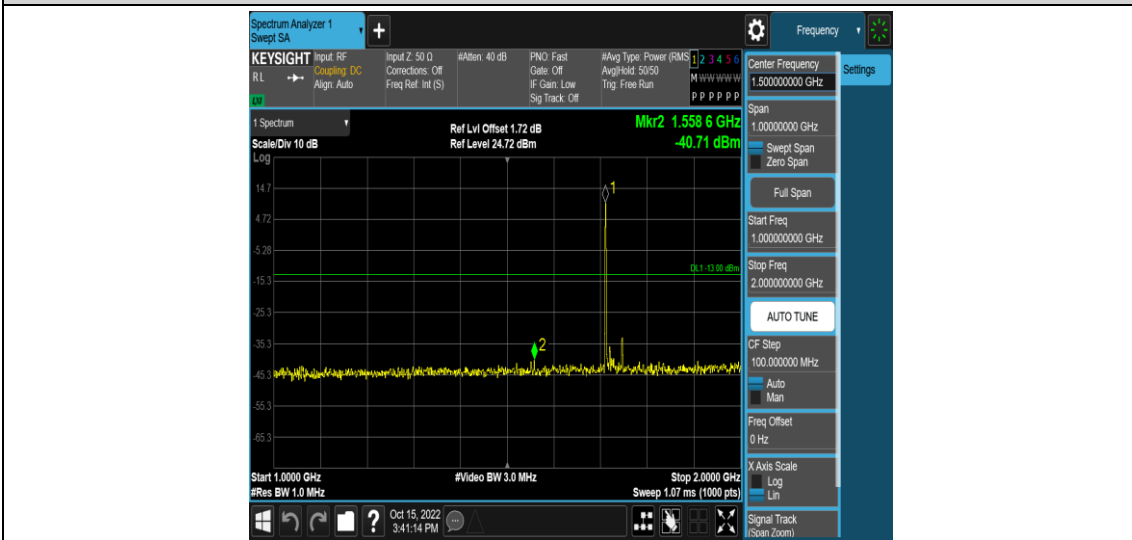 Spectrum Analyzer 1
Swept SA
+
Frequency
KEYSIGHT
RL
LXI
Input: RF
Coupling: DC
Align: Auto
Input Z: 50 Ω
Corrections: Off
Freq Ref: Int (S)
#Atten: 40 dB
PNO: Fast
Gate: Off
IF Gain: Low
Sig Track: Off
#Avg Type: Power (RMS
Avg|Hold: 50/50
Trig: Free Run
1 2 3 4 5 6
M W W W W W
P P P P P P
1 Spectrum
Scale/Div 10 dB
Log
Ref Lvl Offset 1.72 dB
Ref Level 24.72 dBm
Mkr2 1.558 6 GHz
-40.71 dBm
14.7
4.72
-5.28
-15.3
-25.3
-35.3
-45.3
-55.3
-65.3
1
DL1 -13.00 dBm
2
Start 1.0000 GHz
#Res BW 1.0 MHz
#Video BW 3.0 MHz
Stop 2.0000 GHz
Sweep 1.07 ms (1000 pts)
?
Oct 15, 2022
3:41:14 PM
Center Frequency
1.500000000 GHz
Settings
Span
1.00000000 GHz
Swept Span
Zero Span
Full Span
Start Freq
1.000000000 GHz
Stop Freq
2.000000000 GHz
AUTO TUNE
CF Step
100.000000 MHz
Auto
Man
Freq Offset
0 Hz
X Axis Scale
Log
Lin
Signal Track
(Span Zoom)